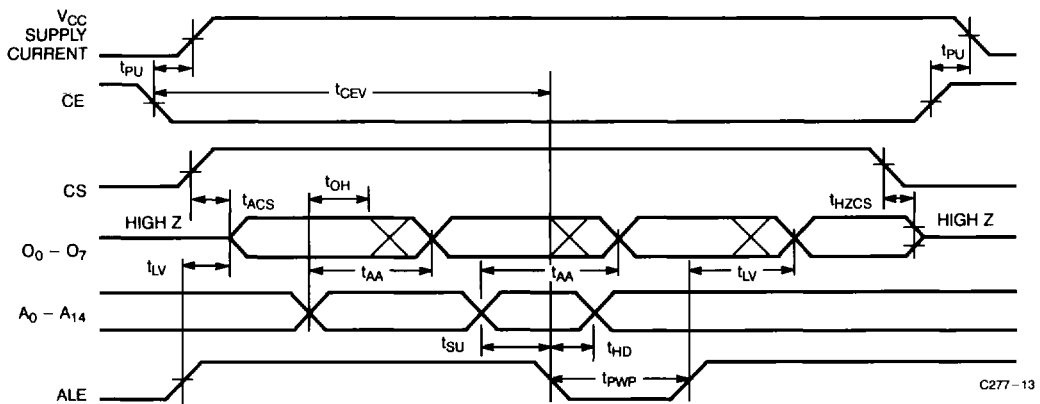 VCC
SUPPLY
CURRENT
tPU
tPU
CE
tCEV
CS
tACS
tOH
tHZCS
HIGH Z
HIGH Z
O0 – O7
tLV
tAA
tAA
tLV
A0 – A14
tSU
tHD
tPWP
ALE
C277–13